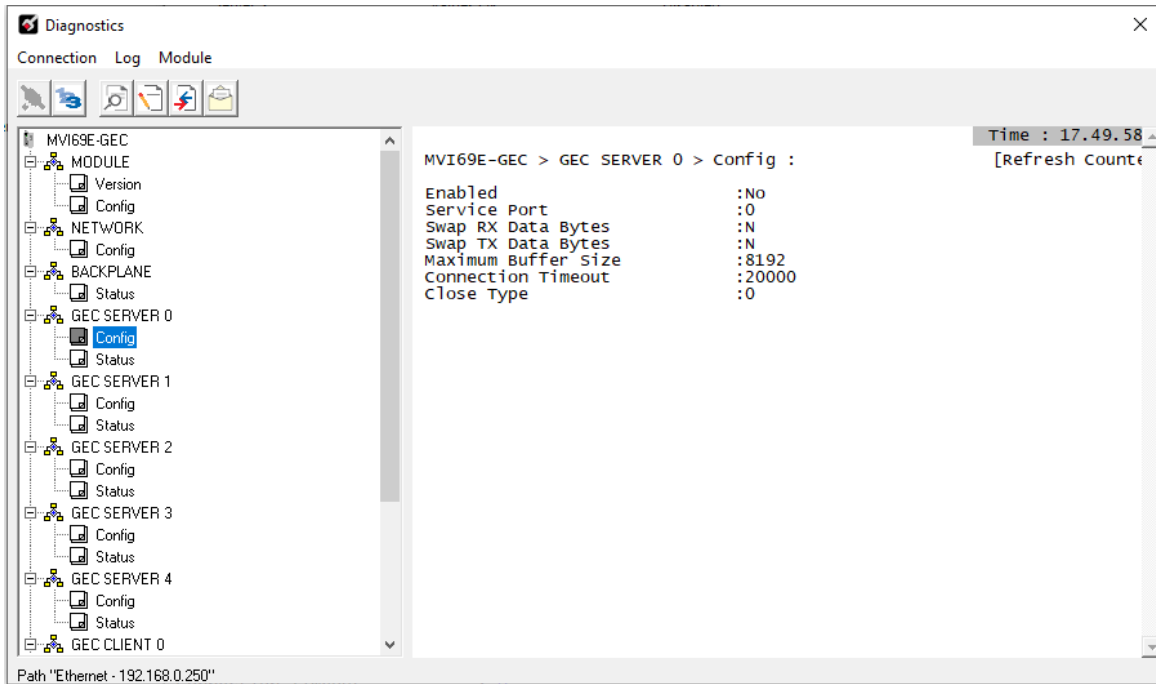 Diagnostics
Connection Log Module
MVI69E-GEC
MODULE
Version
Config
NETWORK
Config
BACKPLANE
Status
GEC SERVER 0
Config
Status
GEC SERVER 1
Config
Status
GEC SERVER 2
Config
Status
GEC SERVER 3
Config
Status
GEC SERVER 4
Config
Status
GEC CLIENT 0
Time : 17.49.58
MVI69E-GEC > GEC SERVER 0 > Config : [Refresh Counte
Enabled :No
Service Port :0
Swap RX Data Bytes :N
Swap TX Data Bytes :N
Maximum Buffer Size :8192
Connection Timeout :20000
Close Type :0
Path "Ethernet - 192.168.0.250"